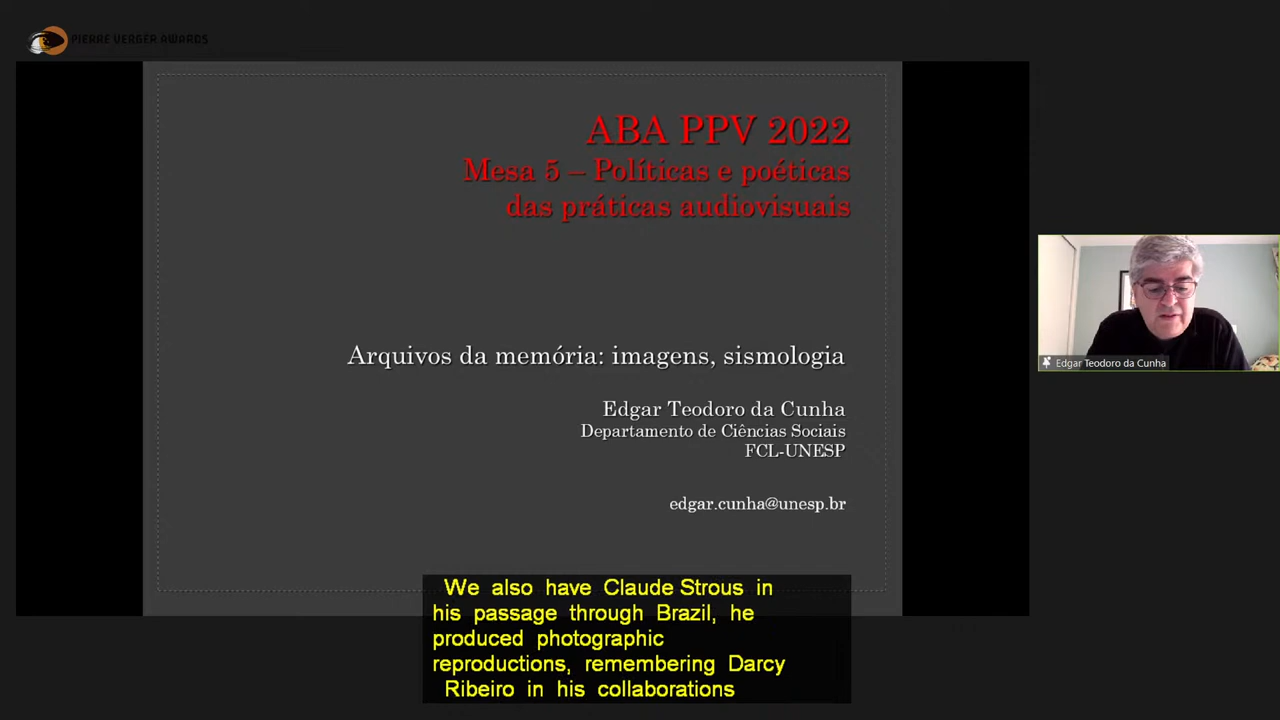 PIERRE VERGER AWARDS
ABA PPV 2022
Mesa 5 – Políticas e poéticas
das práticas audiovisuais
Arquivos da memória: imagens, sismologia
Edgar Teodoro da Cunha
Departamento de Ciências Sociais
FCL-UNESP
edgar.cunha@unesp.br
Edgar Teodoro da Cunha
We also have Claude Strous in
his passage through Brazil, he
produced photographic
reproductions, remembering Darcy
Ribeiro in his collaborations